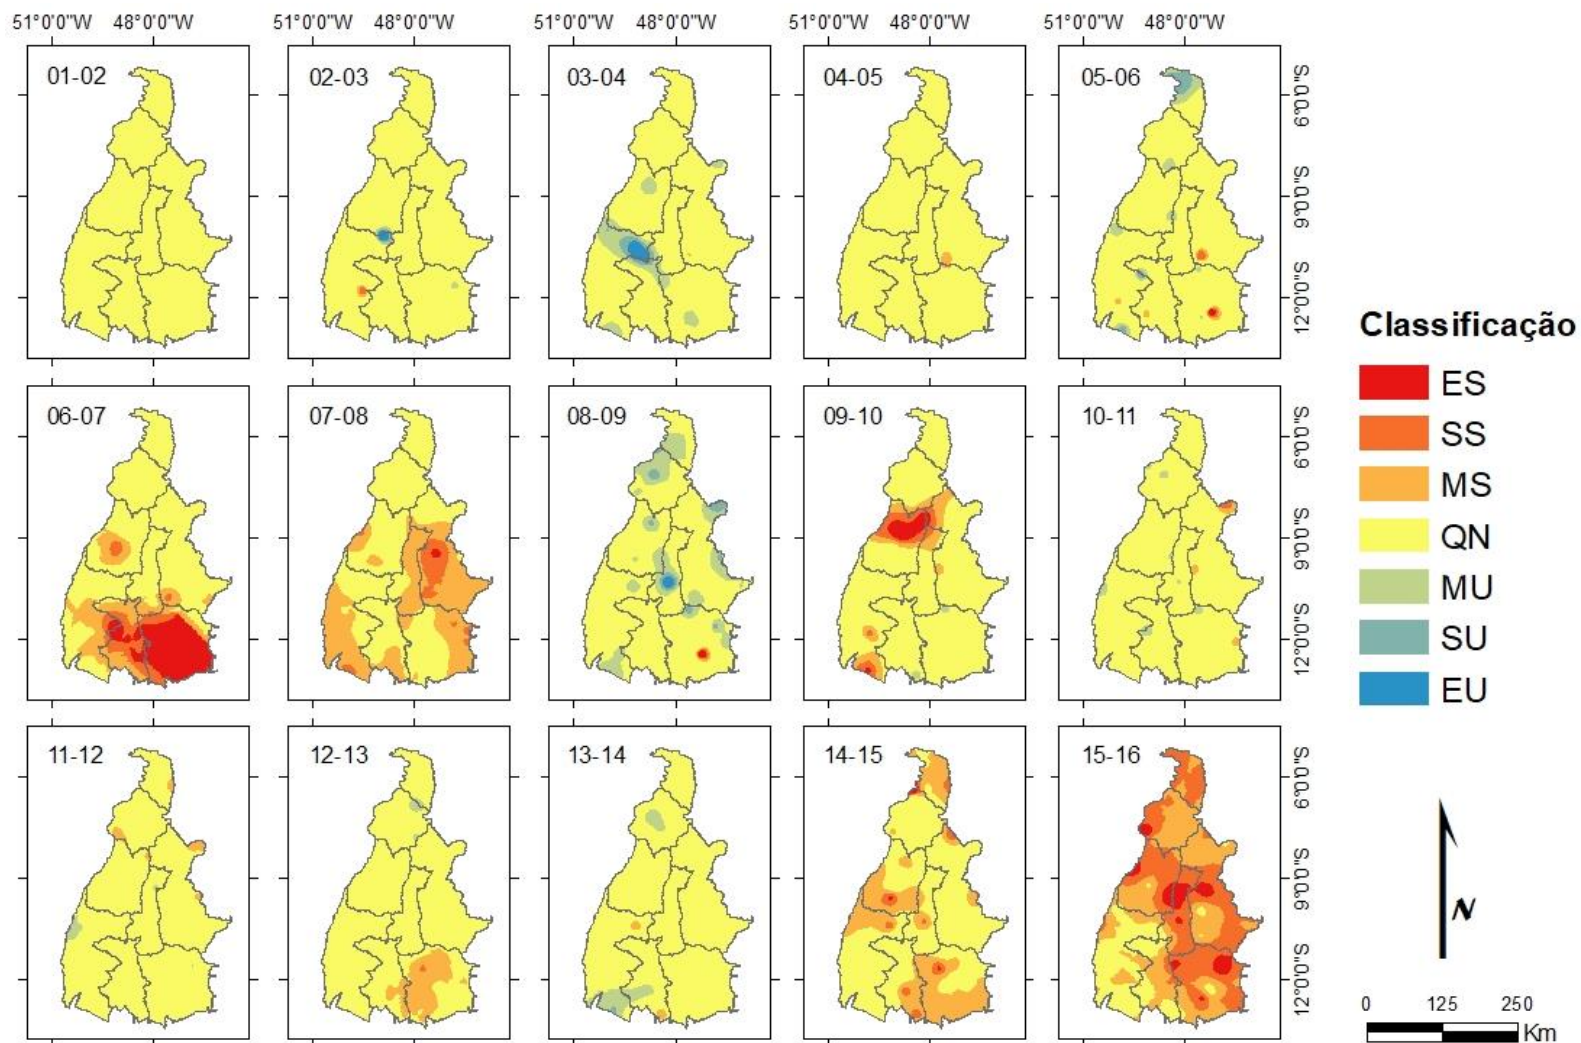 51°0'0"W 48°0'0"W 51°0'0"W 48°0'0"W 51°0'0"W 48°0'0"W 51°0'0"W 48°0'0"W 51°0'0"W 48°0'0"W
01-02 02-03 03-04 04-05 05-06
6°0'0"S
9°0'0"S
12°0'0"S
06-07 07-08 08-09 09-10 10-11
6°0'0"S
9°0'0"S
12°0'0"S
11-12 12-13 13-14 14-15 15-16
6°0'0"S
9°0'0"S
12°0'0"S
Classificação
ES
SS
MS
QN
MU
SU
EU
N
0 125 250
Km